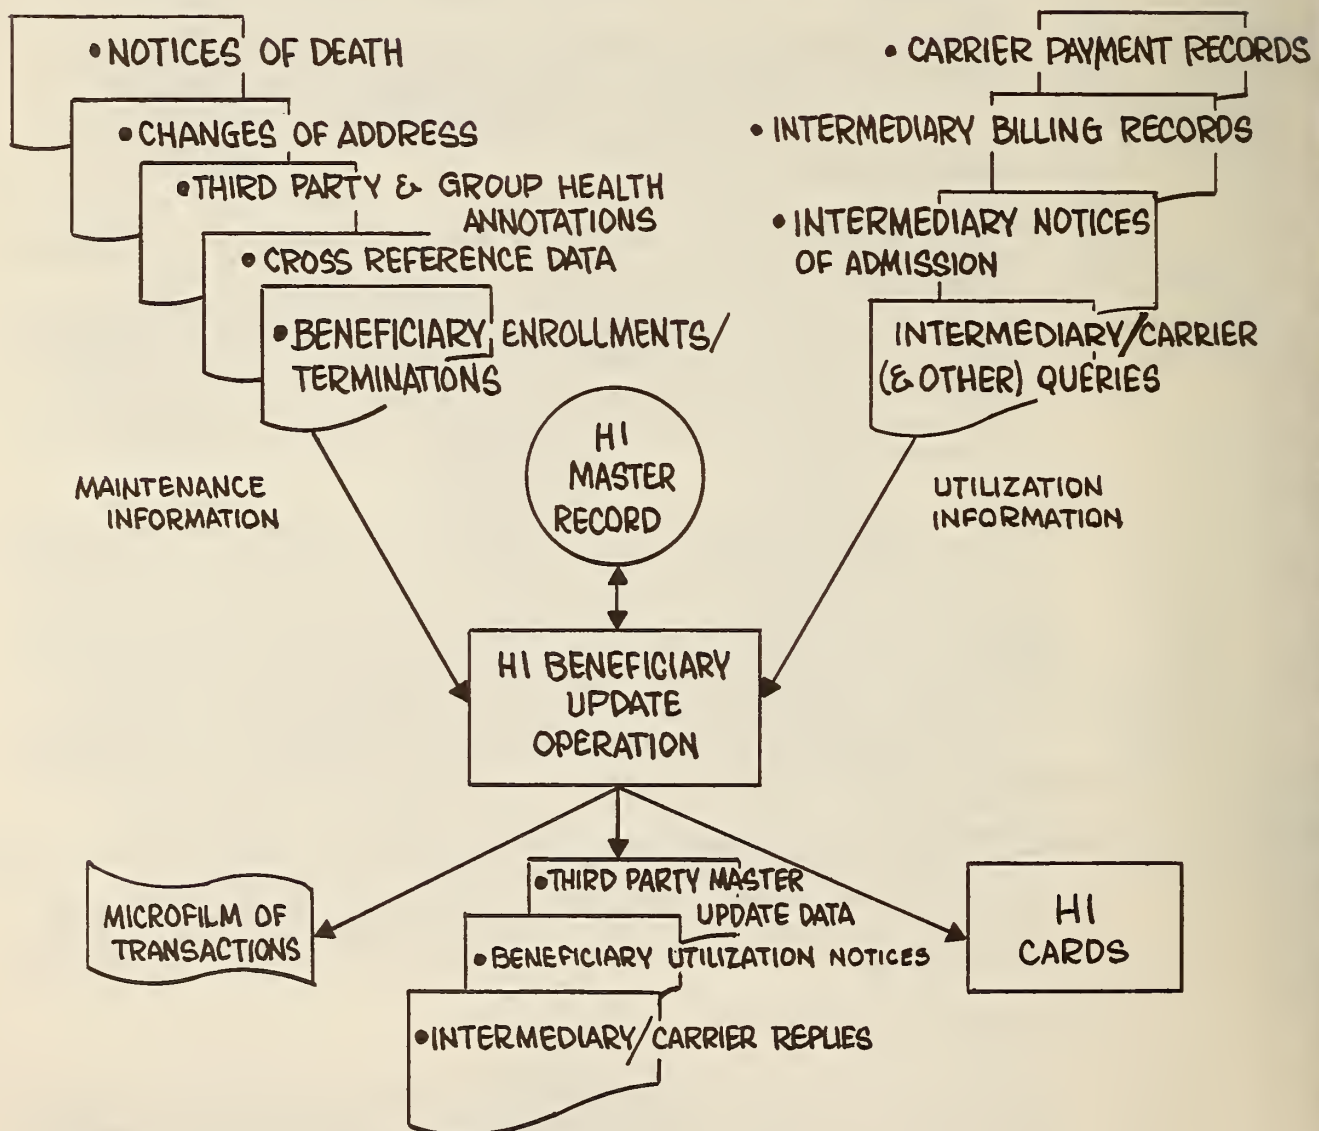 • NOTICES OF DEATH
• CHANGES OF ADDRESS
• THIRD PARTY & GROUP HEALTH
ANNOTATIONS
• CROSS REFERENCE DATA
• BENEFICIARY ENROLLMENTS/
TERMINATIONS
• CARRIER PAYMENT RECORDS
• INTERMEDIARY BILLING RECORDS
• INTERMEDIARY NOTICES
OF ADMISSION
INTERMEDIARY/CARRIER
(& OTHER) QUERIES
MAINTENANCE
INFORMATION
HI
MASTER
RECORD
UTILIZATION
INFORMATION
HI BENEFICIARY
UPDATE
OPERATION
MICROFILM OF
TRANSACTIONS
• THIRD PARTY MASTER
UPDATE DATA
• BENEFICIARY UTILIZATION NOTICES
• INTERMEDIARY/CARRIER REPLIES
HI
CARDS